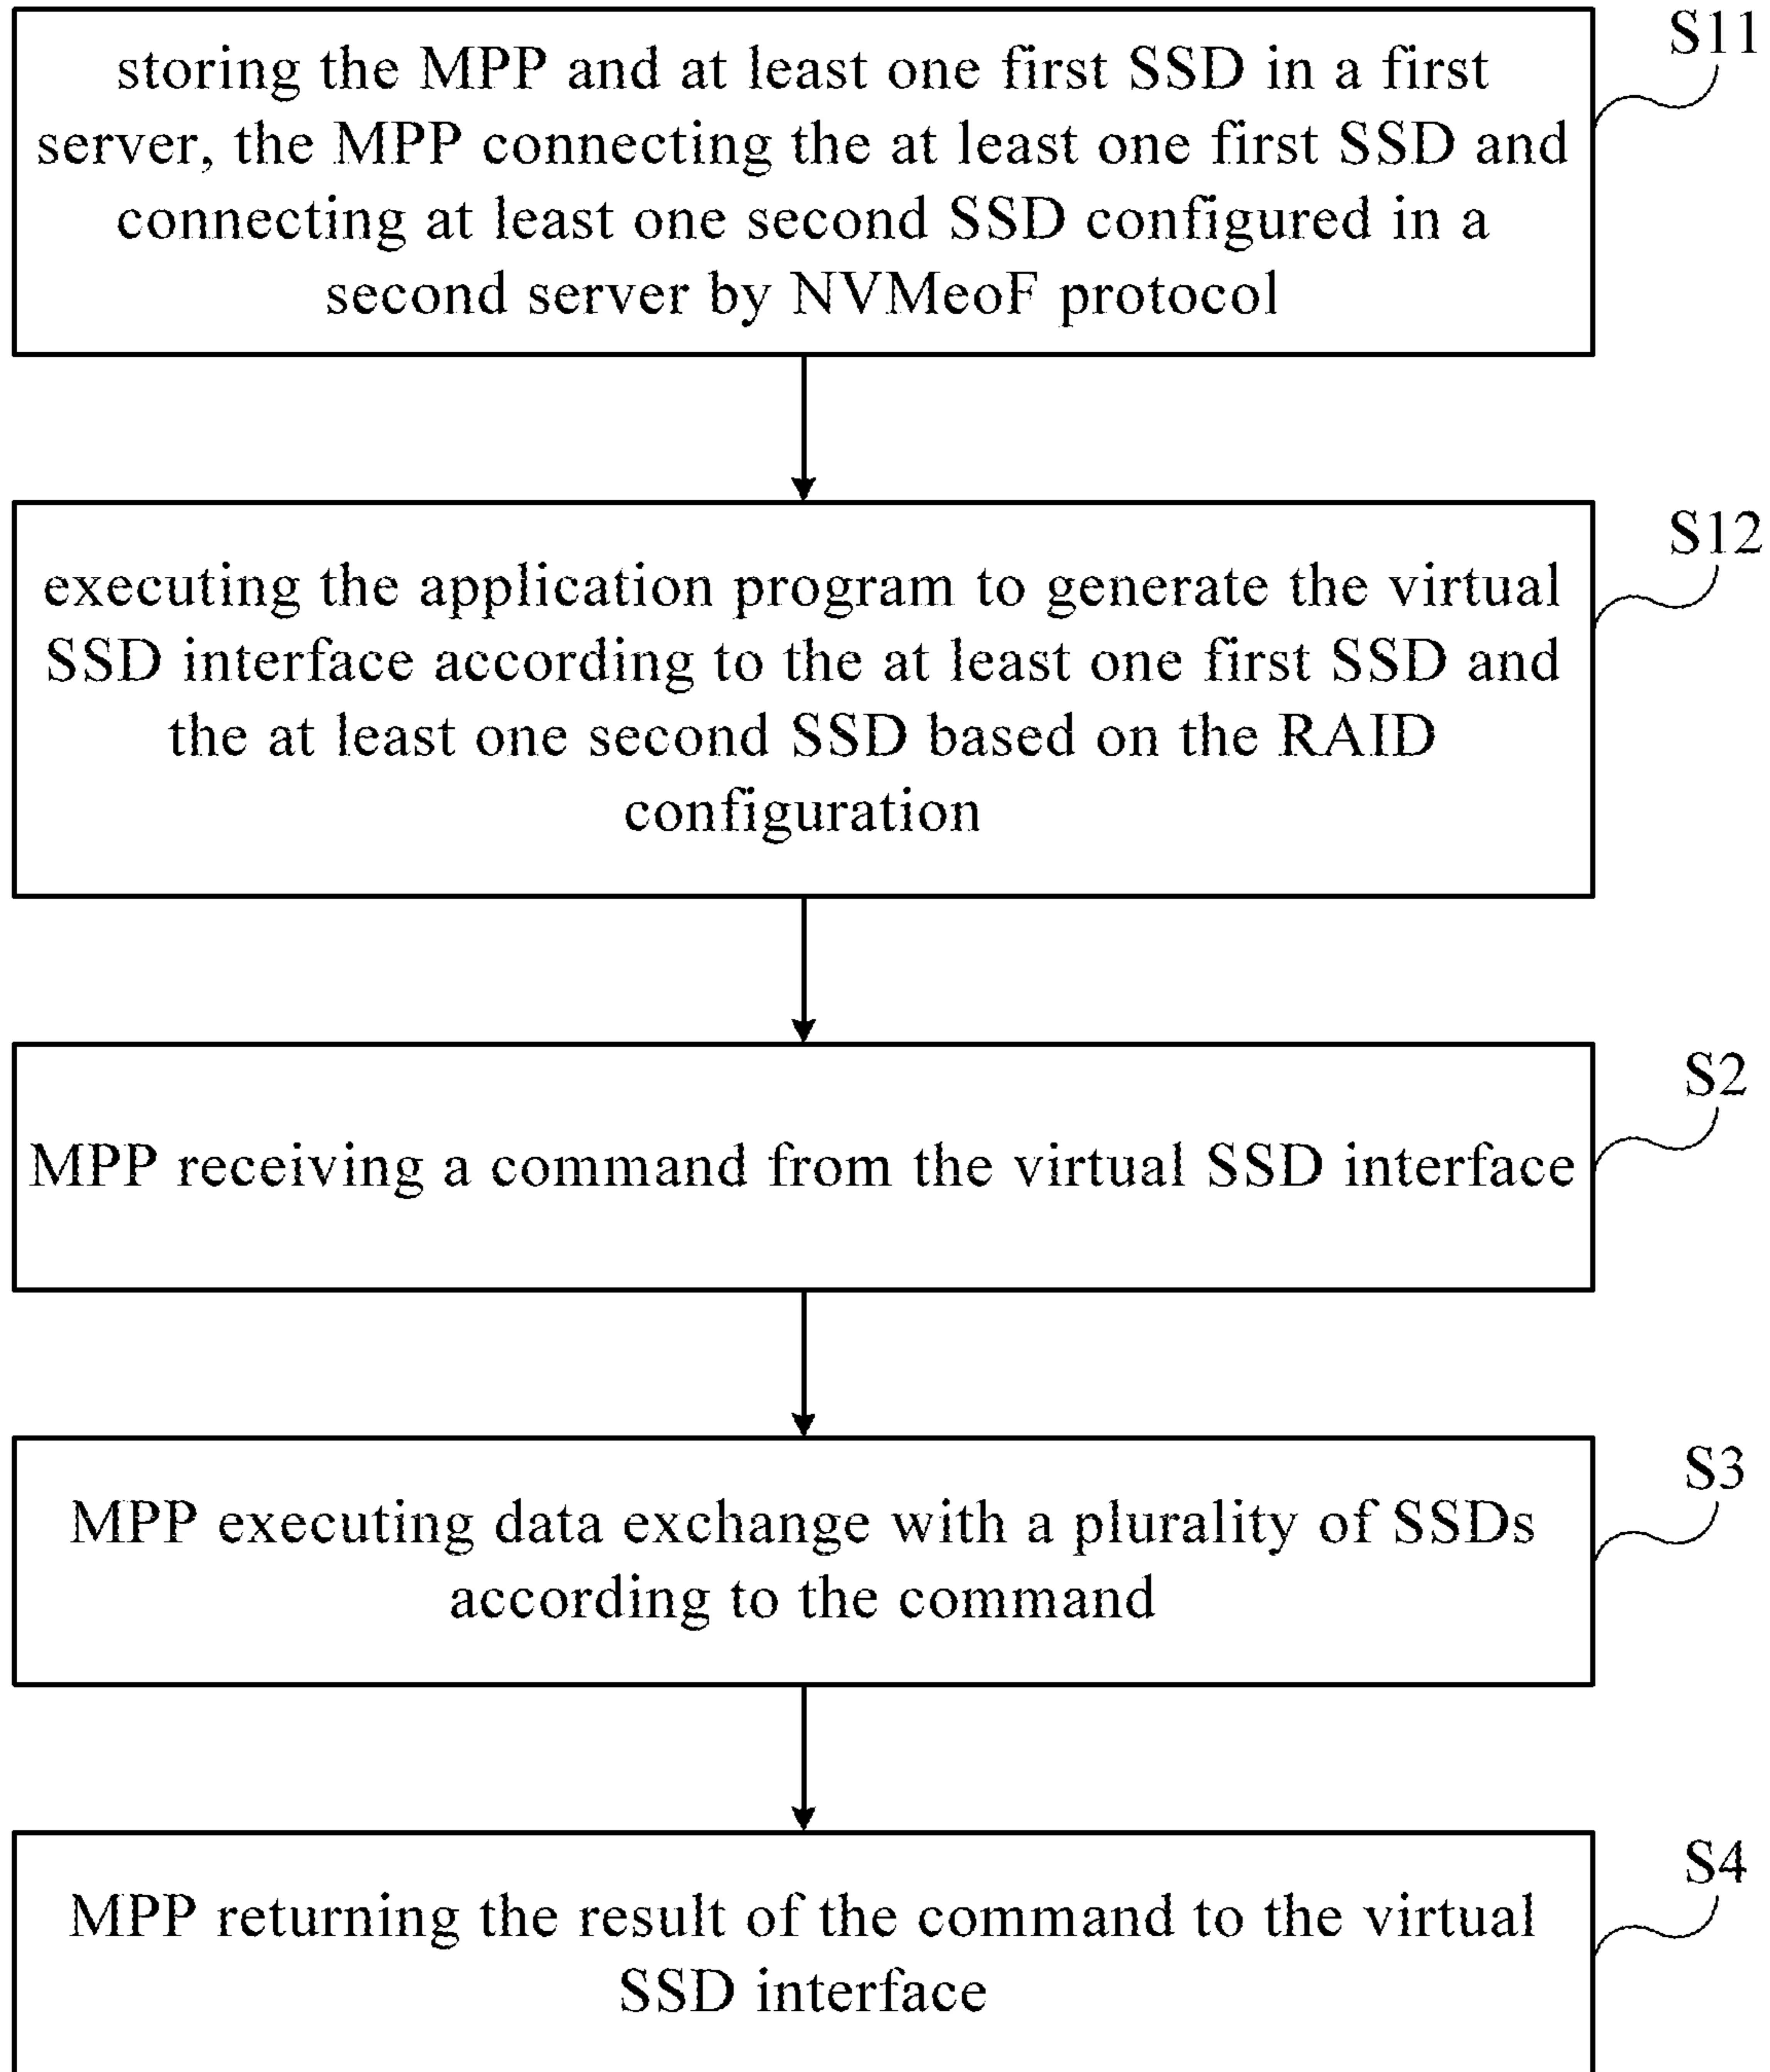 S11
storing the MPP and at least one first SSD in a first
server, the MPP connecting the at least one first SSD and
connecting at least one second SSD configured in a
second server by NVMeoF protocol
S12
executing the application program to generate the virtual
SSD interface according to the at least one first SSD and
the at least one second SSD based on the RAID
configuration
S2
MPP receiving a command from the virtual SSD interface
S3
MPP executing data exchange with a plurality of SSDs
according to the command
S4
MPP returning the result of the command to the virtual
SSD interface